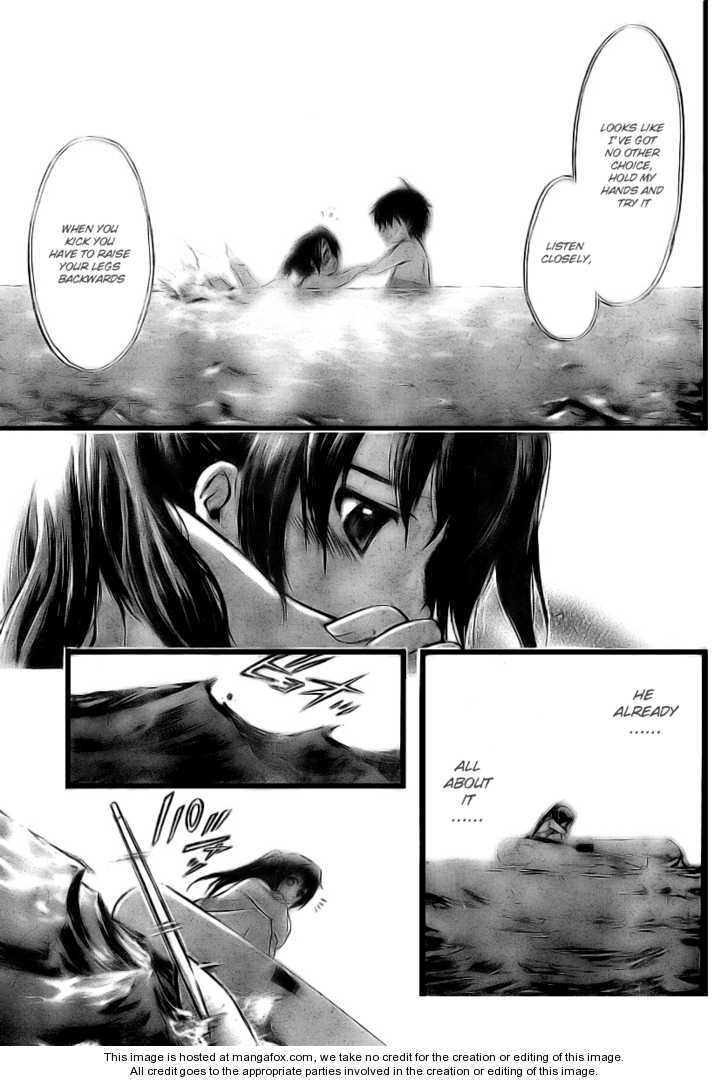 LOOKS LIKE
I'VE GOT
NO OTHER
CHOICE,
HOLD MY
HANDS AND
TRY IT
LISTEN
CLOSELY,
WHEN YOU
KICK YOU
HAVE TO RAISE
YOUR LEGS
BACKWARDS
HE
ALREADY
......
ALL
ABOUT
IT
......
This image is hosted at mangafox.com, we take no credit for the creation or editing of this image.
All credit goes to the appropriate parties involved in the creation or editing of this image.